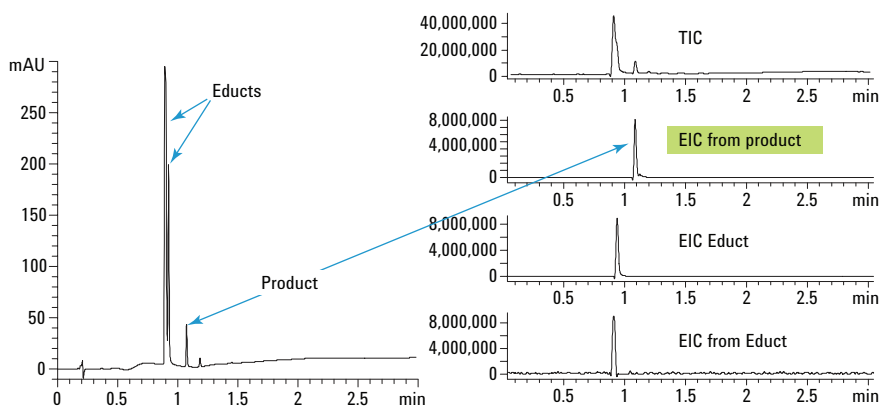 mAU
250
200
150
100
50
0
0 0.5 1 1.5 2 2.5 min
Educts
Product
40,000,000
20,000,000
0
TIC
0.5 1 1.5 2 2.5 min
8,000,000
4,000,000
0
EIC from product
0.5 1 1.5 2 2.5 min
8,000,000
4,000,000
0
EIC Educt
0.5 1 1.5 2 2.5 min
8,000,000
4,000,000
0
EIC from Educt
0.5 1 1.5 2 2.5 min